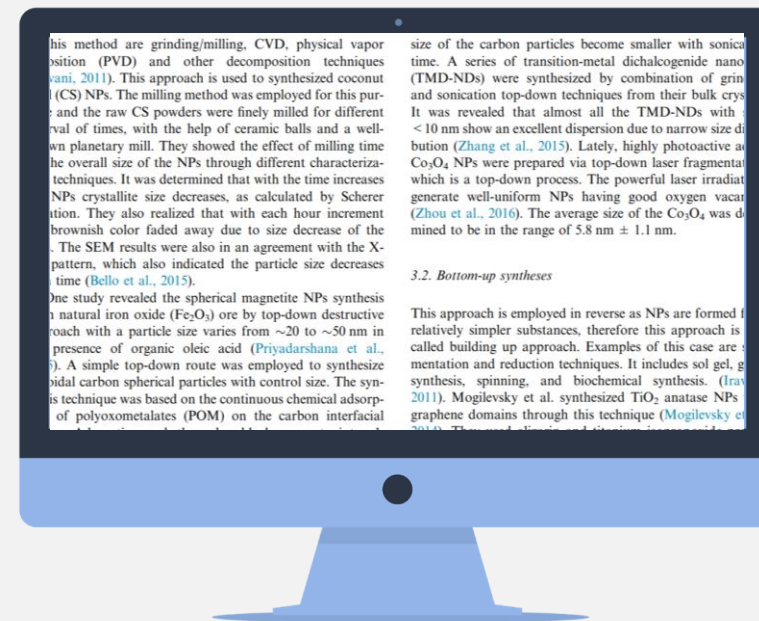 his method are grinding/milling, CVD, physical vapor
osition (PVD) and other decomposition techniques
vani, 2011). This approach is used to synthesized coconut
(CS) NPs. The milling method was employed for this pur-
and the raw CS powders were finely milled for different
rval of times, with the help of ceramic balls and a well-
wn planetary mill. They showed the effect of milling time
he overall size of the NPs through different characteriza-
techniques. It was determined that with the time increases
NPs crystallite size decreases, as calculated by Scherer
ation. They also realized that with each hour increment
brownish color faded away due to size decrease of the
. The SEM results were also in an agreement with the X-
pattern, which also indicated the particle size decreases
time (Bello et al., 2015).
One study revealed the spherical magnetite NPs synthesis
natural iron oxide (Fe₂O₃) ore by top-down destructive
roach with a particle size varies from ∼20 to ∼50 nm in
presence of organic oleic acid (Priyadarshana et al.,
). A simple top-down route was employed to synthesize
oidal carbon spherical particles with control size. The syn-
is technique was based on the continuous chemical adsorp-
of polyoxometalates (POM) on the carbon interfacial
size of the carbon particles become smaller with sonica
time. A series of transition-metal dichalcogenide nano
(TMD-NDs) were synthesized by combination of grin
and sonication top-down techniques from their bulk crys
It was revealed that almost all the TMD-NDs with
<10 nm show an excellent dispersion due to narrow size di
bution (Zhang et al., 2015). Lately, highly photoactive a
Co₃O₄ NPs were prepared via top-down laser fragmenta
which is a top-down process. The powerful laser irradiat
generate well-uniform NPs having good oxygen vacan
(Zhou et al., 2016). The average size of the Co₃O₄ was d
mined to be in the range of 5.8 nm ± 1.1 nm.
3.2. Bottom-up syntheses
This approach is employed in reverse as NPs are formed f
relatively simpler substances, therefore this approach is
called building up approach. Examples of this case are
mentation and reduction techniques. It includes sol gel, g
synthesis, spinning, and biochemical synthesis. (Irav
2011). Mogilevsky et al. synthesized TiO₂ anatase NPs
graphene domains through this technique (Mogilevsky et